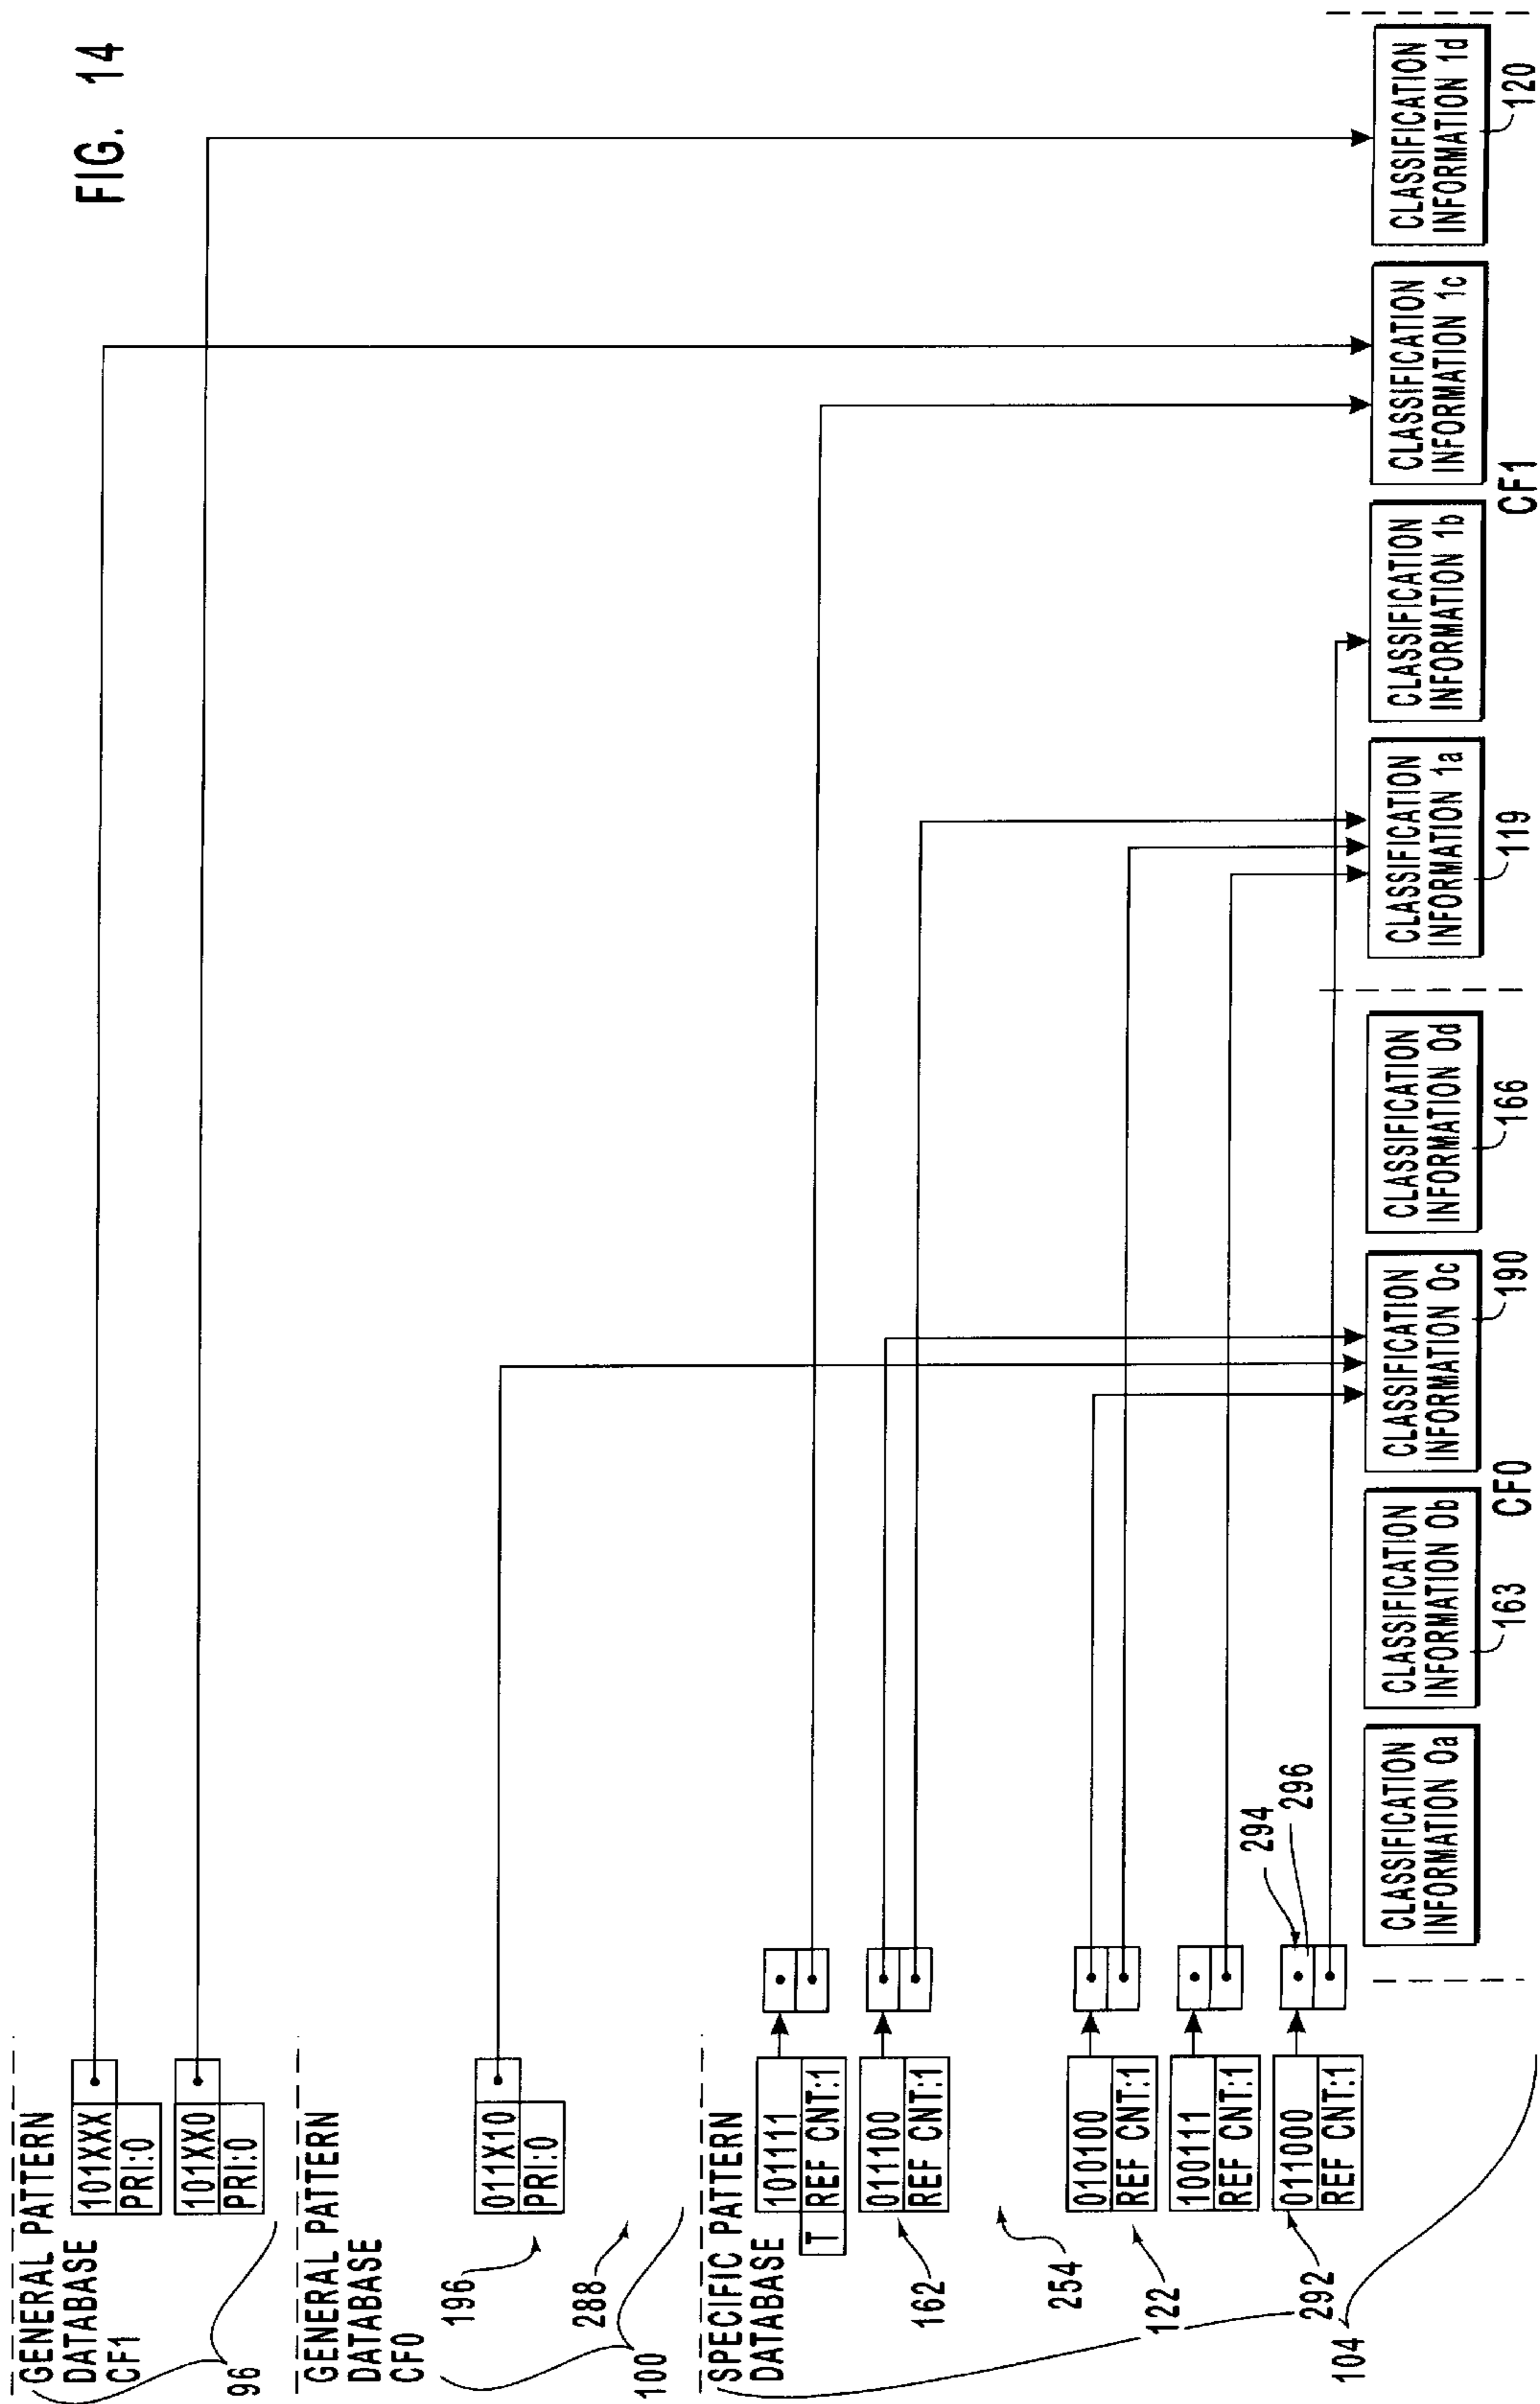 FIG. 14
GENERAL PATTERN
DATABASE
CF1
101XXX
PRI:0
101XX0
PRI:0
96
GENERAL PATTERN
DATABASE
CF0
196
011X10
PRI:0
288
100
SPECIFIC PATTERN
DATABASE
101111
T REF CNT:1
011100
REF CNT:1
162
254
010100
REF CNT:1
122
100111
REF CNT:1
011000
REF CNT:1
292
104
294
296
CLASSIFICATION
INFORMATION 0a
CLASSIFICATION
INFORMATION 0b
163
CF0
CLASSIFICATION
INFORMATION 0c
190
CLASSIFICATION
INFORMATION 0d
166
CLASSIFICATION
INFORMATION 1a
119
CLASSIFICATION
INFORMATION 1b
CF1
CLASSIFICATION
INFORMATION 1c
CLASSIFICATION
INFORMATION 1d
120